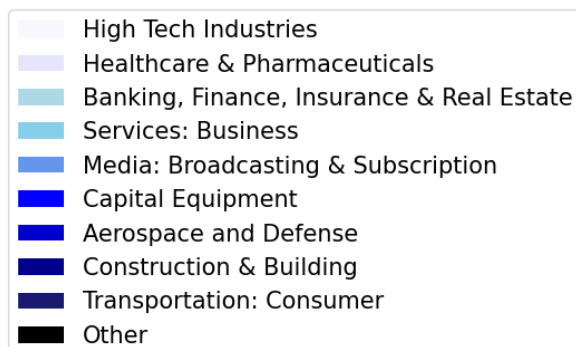 High Tech Industries
Healthcare & Pharmaceuticals
Banking, Finance, Insurance & Real Estate
Services: Business
Media: Broadcasting & Subscription
Capital Equipment
Aerospace and Defense
Construction & Building
Transportation: Consumer
Other